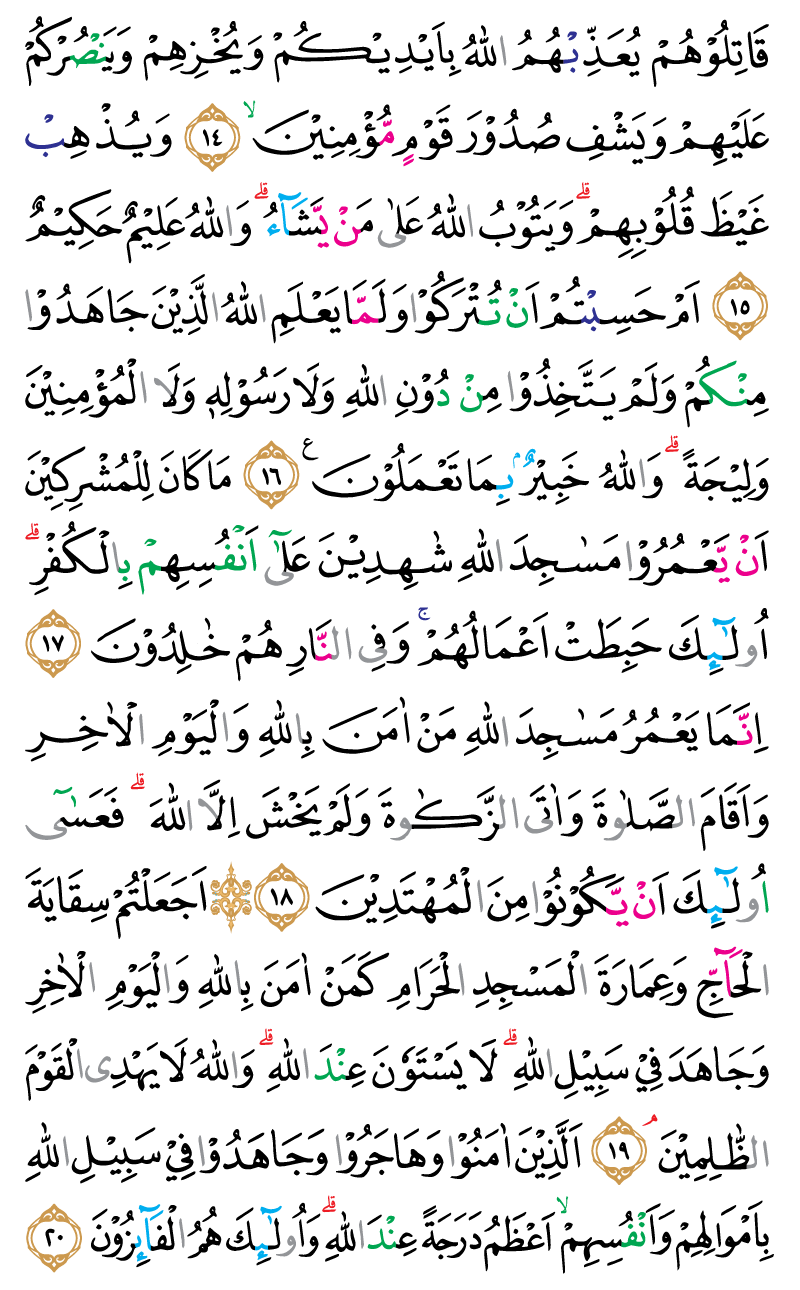 قَاتِلُوْهُمْ يُعَذِّبْهُمُ اللّٰهُ بِاَيْدِيْكُمْ وَيُخْزِهِمْ وَيَنْصُرْكُمْ
عَلَيْهِمْ وَيَشْفِ صُدُوْرَ قَوْمٍ مُّؤْمِنِيْنَۙ ١٤ وَيُذْهِبْ
غَيْظَ قُلُوْبِهِمْۗ وَيَتُوْبُ اللّٰهُ عَلٰى مَنْ يَّشَاۤءُۗ وَاللّٰهُ عَلِيْمٌ حَكِيْمٌ
١٥ اَمْ حَسِبْتُمْ اَنْ تُتْرَكُوْا وَلَمَّا يَعْلَمِ اللّٰهُ الَّذِيْنَ جَاهَدُوْا
مِنْكُمْ وَلَمْ يَتَّخِذُوْا مِنْ دُوْنِ اللّٰهِ وَلَا رَسُوْلِهٖ وَلَا الْمُؤْمِنِيْنَ
وَلِيْجَةًۗ وَاللّٰهُ خَبِيْرٌۢ بِمَا تَعْمَلُوْنَࣖ ١٦ مَا كَانَ لِلْمُشْرِكِيْنَ
اَنْ يَّعْمُرُوْا مَسٰجِدَ اللّٰهِ شٰهِدِيْنَ عَلٰٓى اَنْفُسِهِمْ بِالْكُفْرِۗ
اُولٰۤىِٕكَ حَبِطَتْ اَعْمَالُهُمْۚ وَفِى النَّارِ هُمْ خٰلِدُوْنَ ١٧
اِنَّمَا يَعْمُرُ مَسٰجِدَ اللّٰهِ مَنْ اٰمَنَ بِاللّٰهِ وَالْيَوْمِ الْاٰخِرِ
وَاَقَامَ الصَّلٰوةَ وَاٰتَى الزَّكٰوةَ وَلَمْ يَخْشَ اِلَّا اللّٰهَۗ فَعَسٰٓى
اُولٰۤىِٕكَ اَنْ يَّكُوْنُوْا مِنَ الْمُهْتَدِيْنَ ١٨ ۞ اَجَعَلْتُمْ سِقَايَةَ
الْحَاۤجِّ وَعِمَارَةَ الْمَسْجِدِ الْحَرَامِ كَمَنْ اٰمَنَ بِاللّٰهِ وَالْيَوْمِ الْاٰخِرِ
وَجَاهَدَ فِيْ سَبِيْلِ اللّٰهِۗ لَا يَسْتَوٗنَ عِنْدَ اللّٰهِۗ وَاللّٰهُ لَا يَهْدِى الْقَوْمَ
الظّٰلِمِيْنَۘ ١٩ اَلَّذِيْنَ اٰمَنُوْا وَهَاجَرُوْا وَجَاهَدُوْا فِيْ سَبِيْلِ اللّٰهِ
بِاَمْوَالِهِمْ وَاَنْفُسِهِمْۙ اَعْظَمُ دَرَجَةً عِنْدَ اللّٰهِۗ وَاُولٰۤىِٕكَ هُمُ الْفَاۤىِٕزُوْنَ ٢٠